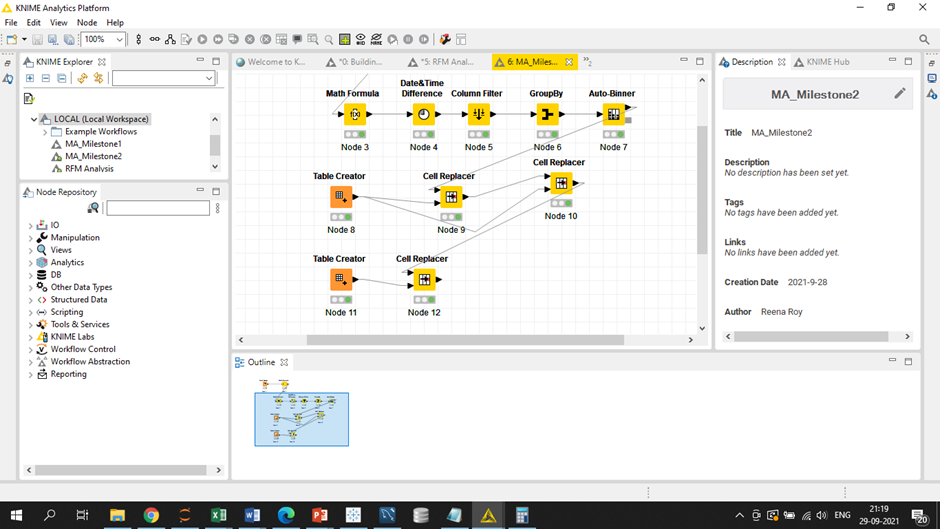 KNIME Analytics Platform
File Edit View Node Help
100%
KNIME Explorer
LOCAL (Local Workspace)
Example Workflows
MA_Milestone1
MA_Milestone2
RFM Analysis
Node Repository
IO
Manipulation
Views
Analytics
DB
Other Data Types
Structured Data
Scripting
Tools & Services
KNIME Labs
Workflow Control
Workflow Abstraction
Reporting
Welcome to K...
*0: Buildin...
*5: RFM Anal...
6: MA_Miles...
»2
Math Formula
Date&Time
Difference
Column Filter
GroupBy
Auto-Binner
Node 3
Node 4
Node 5
Node 6
Node 7
Table Creator
Cell Replacer
Cell Replacer
Node 8
Node 9
Node 10
Table Creator
Cell Replacer
Node 11
Node 12
Outline
Description
KNIME Hub
MA_Milestone2
Title MA_Milestone2
Description
No description has been set yet.
Tags
No tags have been added yet.
Links
No links have been added yet.
Creation Date 2021-9-28
Author Reena Roy
ENG
21:19
29-09-2021
20